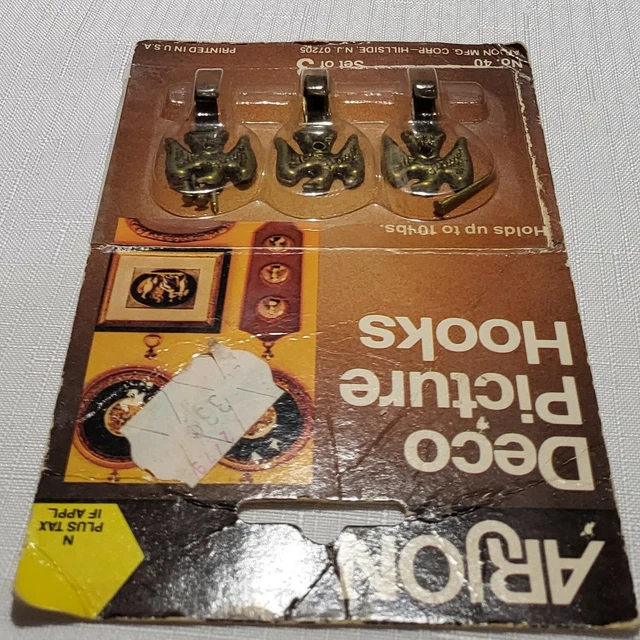 ARJON
N
PLUS TAX
IF APPL
Deco
Picture
Hooks
Holds up to 10 lbs.
No. 40
Set of 3
ARJON MFG. CORP–HILLSIDE, N.J. 07205
PRINTED IN U.S.A